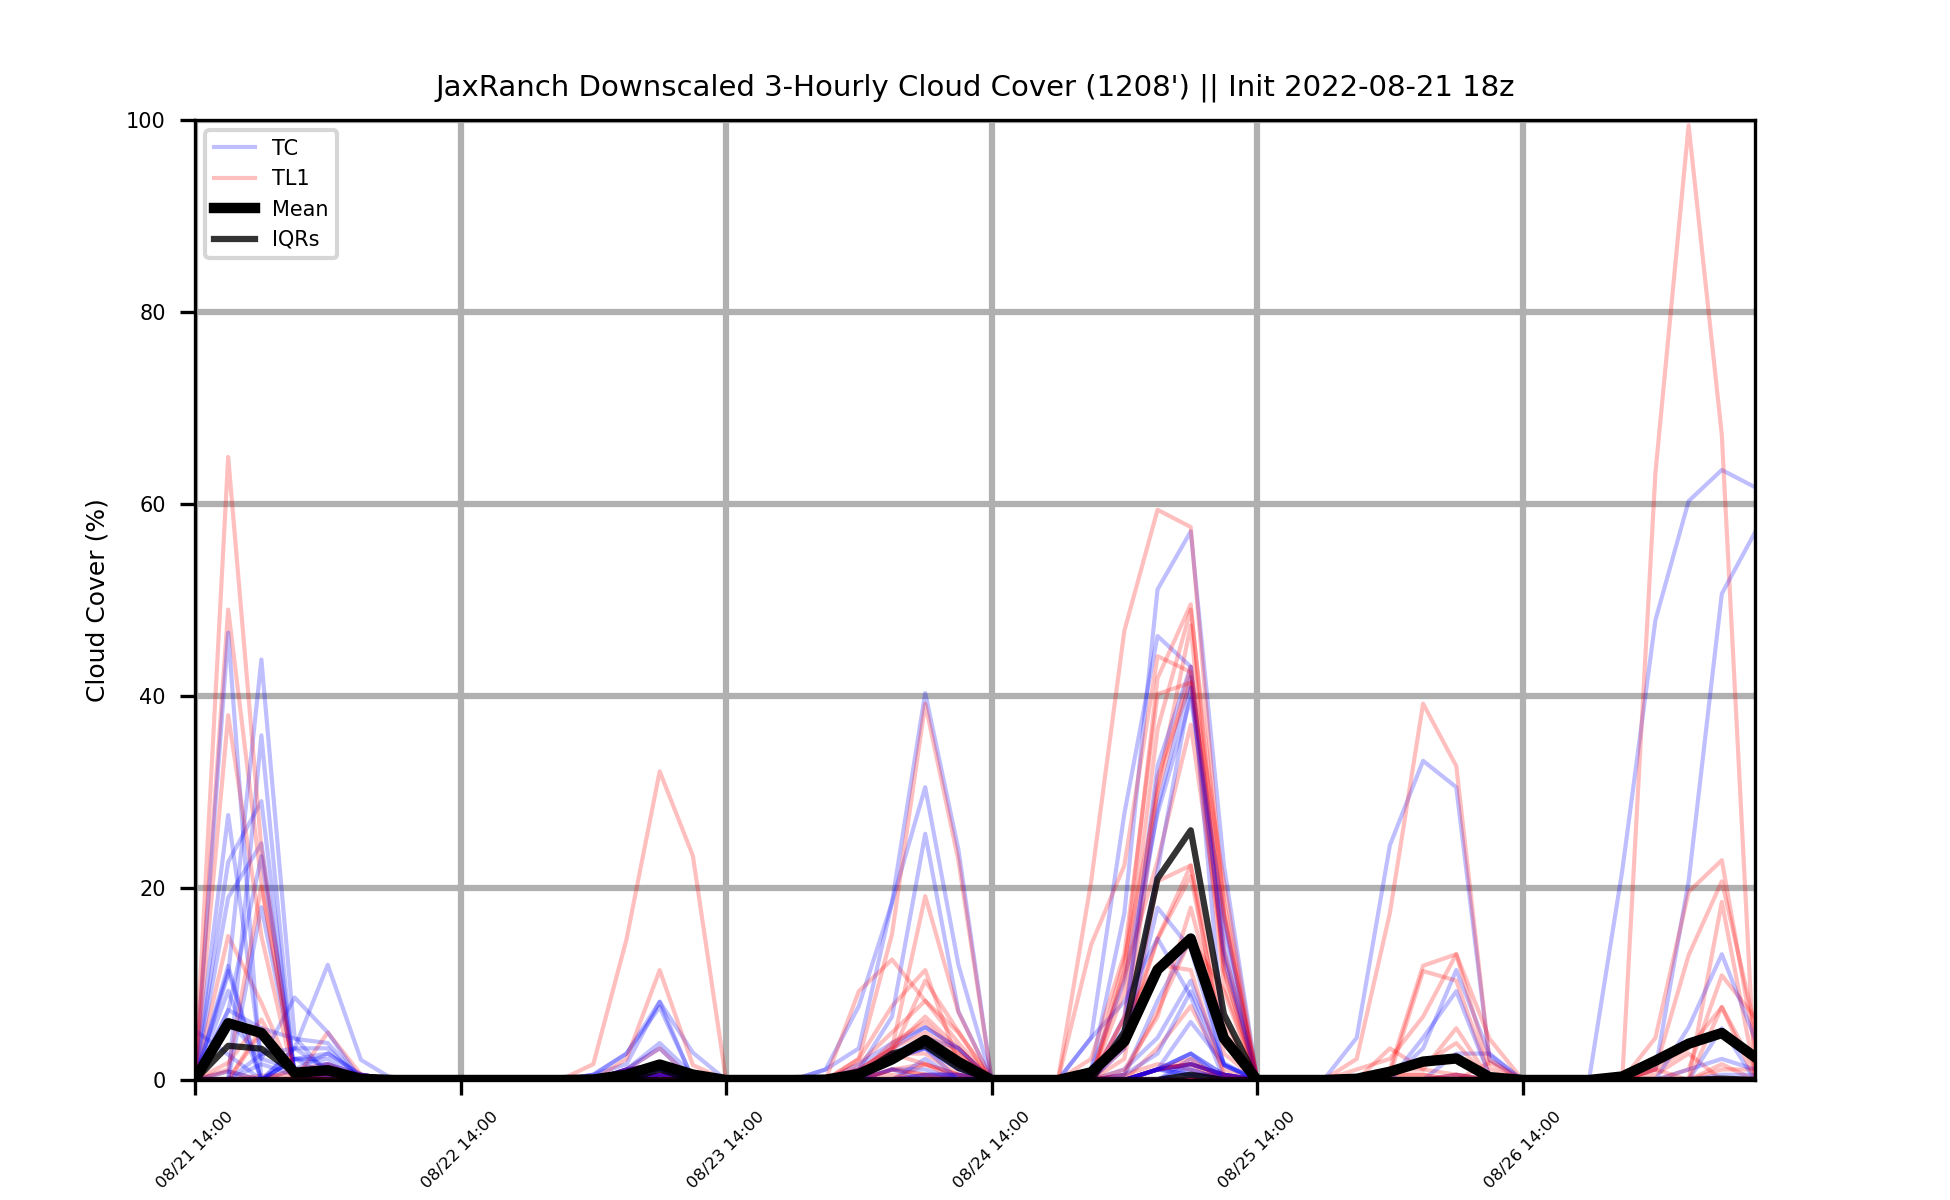 JaxRanch Downscaled 3-Hourly Cloud Cover (1208') || Init 2022-08-21 18z
100
80
60
40
20
0
Cloud Cover (%)
TC
TL1
Mean
IQRs
08/21 14:00
08/22 14:00
08/23 14:00
08/24 14:00
08/25 14:00
08/26 14:00